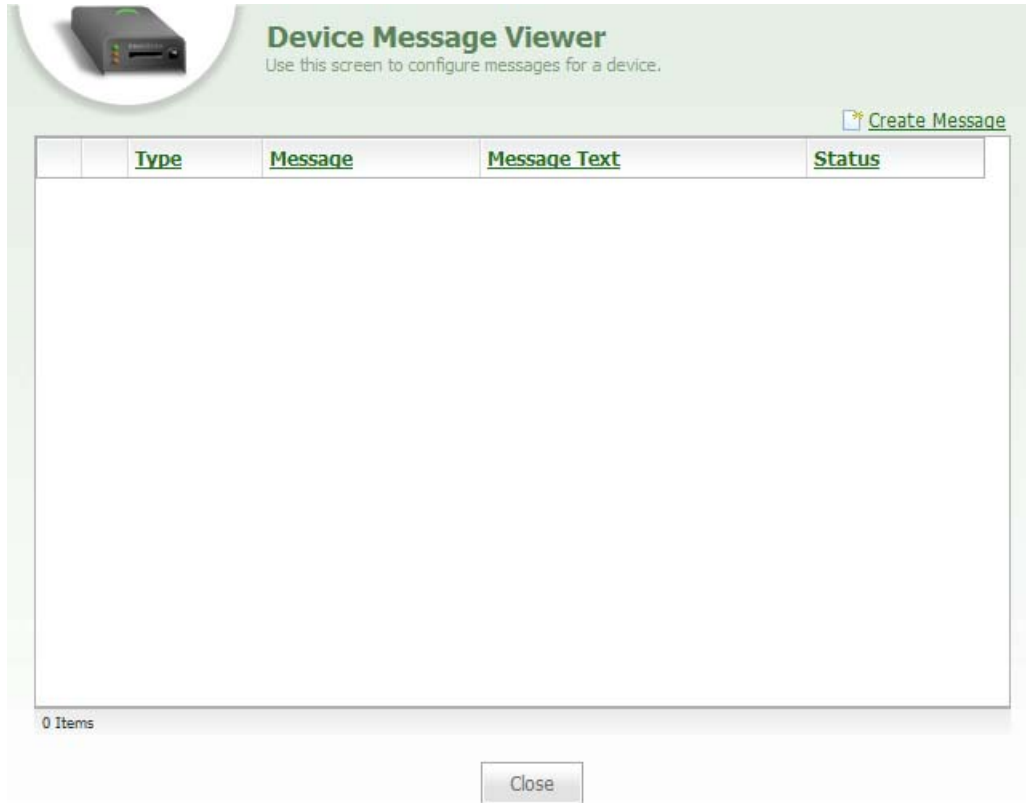 Device Message Viewer
Use this screen to configure messages for a device.
Create Message
Type Message Message Text Status
0 Items
Close